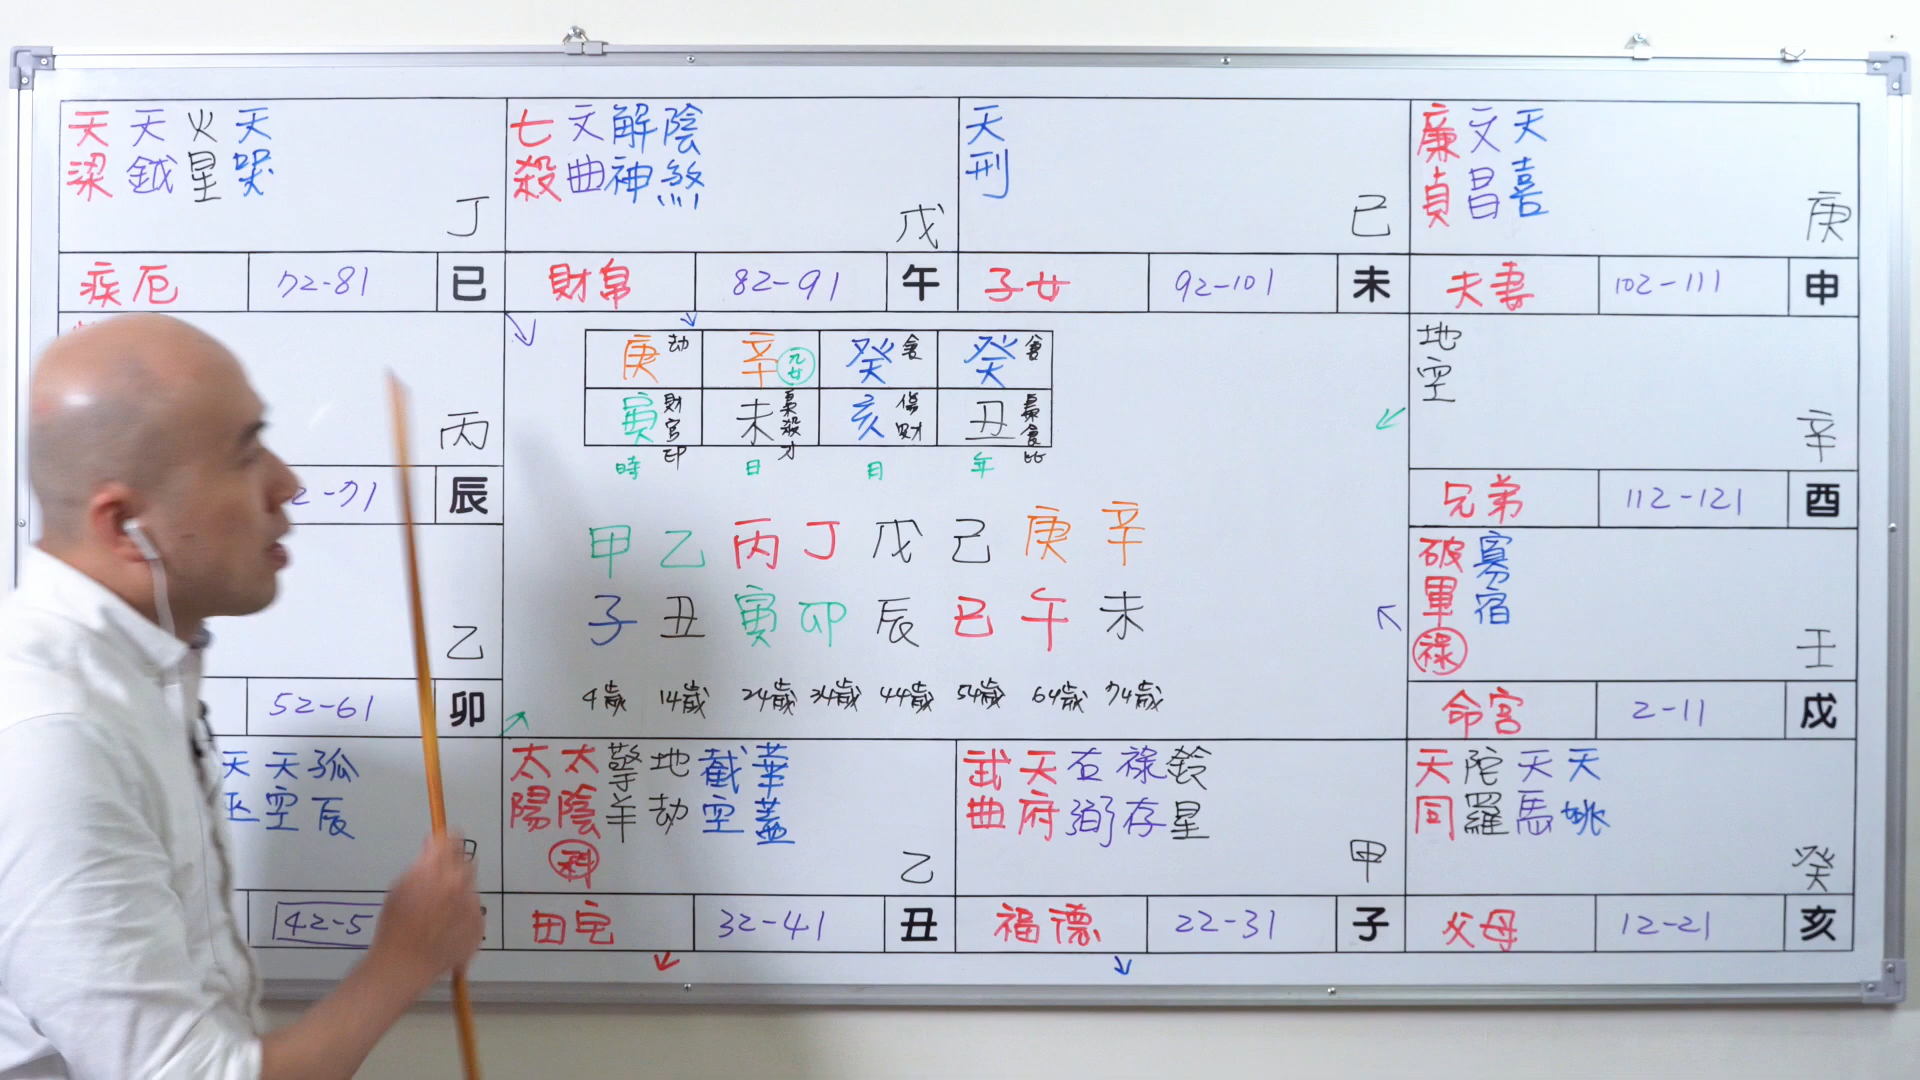 天 天 火 天
梁 鉞 星 哭
丁
疾厄 72-81 巳
七 文 解 陰
殺 曲 神 煞
戊
財帛 82-91 午
天
刑
己
子女 92-101 未
廉 文 天
貞 昌 喜
庚
夫妻 102-111 申
丙
2-71 辰
庚 劫 辛 元女 癸 食 癸 食
寅 財官印 未 梟殺才 亥 傷財 丑 梟食比
時 日 月 年
甲 乙 丙 丁 戊 己 庚 辛
子 丑 寅 卯 辰 巳 午 未
4歲 14歲 24歲 34歲 44歲 54歲 64歲 74歲
地
空
辛
兄弟 112-121 酉
乙
52-61 卯
破 寡
軍 宿
祿
壬
命宮 2-11 戌
天 天 孤
巫 空 辰
42-5
太 太 擎 地 截 華
陽 陰 羊 劫 空 蓋
科
乙
田宅 32-41 丑
武 天 右 祿 鈴
曲 府 弼 存 星
甲
福德 22-31 子
天 陀 天 天
同 羅 馬 姚
癸
父母 12-21 亥